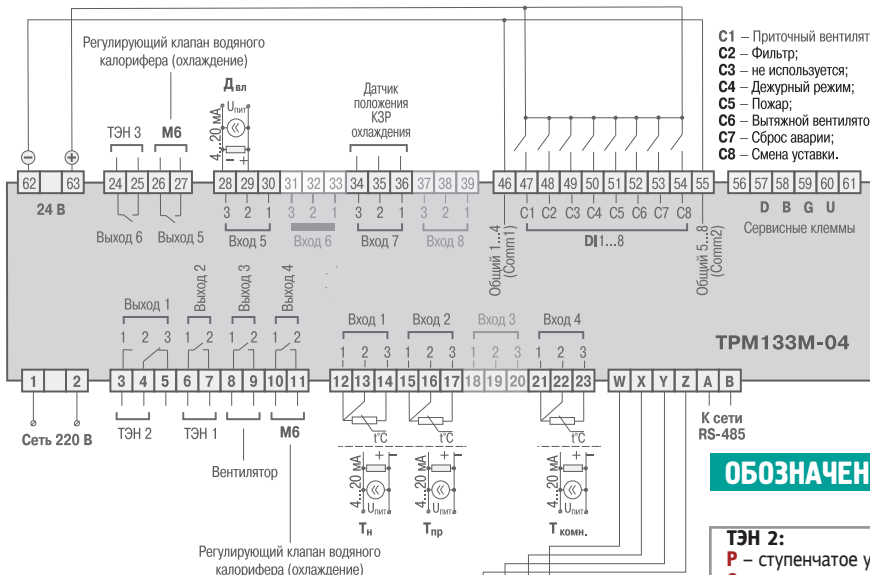 Регулирующий клапан водяного
калорифера (охлаждение)
Двл
Uпит
4...20 мА
– +
Датчик
положения
КЗР
охлаждения
C1 – Приточный вентилят
C2 – Фильтр;
C3 – не используется;
C4 – Дежурный режим;
C5 – Пожар;
C6 – Вытяжной вентилято
C7 – Сброс аварии;
C8 – Смена уставки.
ТЭН 3 М6
– +
62 63 24 25 26 27 28 29 30 31 32 33 34 35 36 37 38 39 46 47 48 49 50 51 52 53 54 55 56 57 58 59 60 61
24 В
3 2 1 3 2 1 3 2 1 3 2 1
C1 C2 C3 C4 C5 C6 C7 C8
D B G U
Выход 6 Выход 5 Вход 5 Вход 6 Вход 7 Вход 8
Общий 1...4
(Comm1)
DI1...8
Общий 5...8
(Comm2)
Сервисные клеммы
Выход 1 Выход 2 Выход 3 Выход 4
1 2 3 1 2 1 2 1 2
Вход 1 Вход 2 Вход 3 Вход 4
1 2 3 1 2 3 1 2 3 1 2 3
ТРМ133М-04
1 2 3 4 5 6 7 8 9 10 11 12 13 14 15 16 17 18 19 20 21 22 23 W X Y Z A B
Сеть 220 В
ТЭН 2 ТЭН 1 М6
Вентилятор
К сети
RS-485
t°C t°C t°C
+ – + – + –
4...20 мА 4...20 мА 4...20 мА
Uпит Uпит Uпит
Тн Тпр Т комн.
Регулирующий клапан водяного
калорифера (охлаждение)
ОБОЗНАЧЕН
ТЭН 2:
Р – ступенчатое у